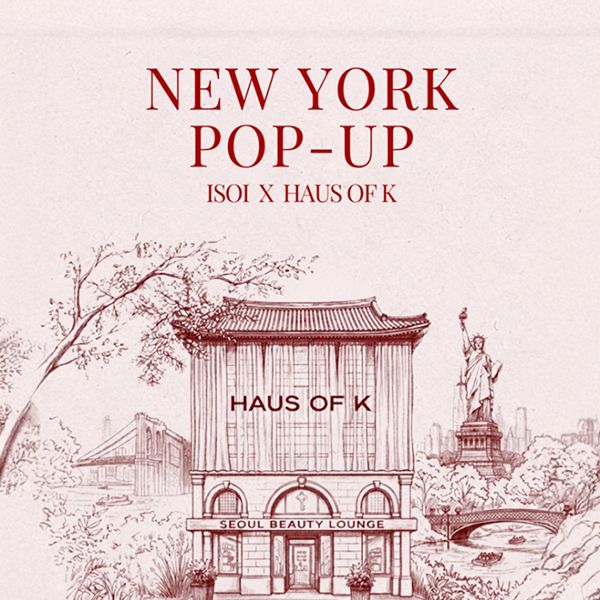 NEW YORK
POP-UP
ISOI X HAUS OF K
HAUS OF K
SEOUL BEAUTY LOUNGE